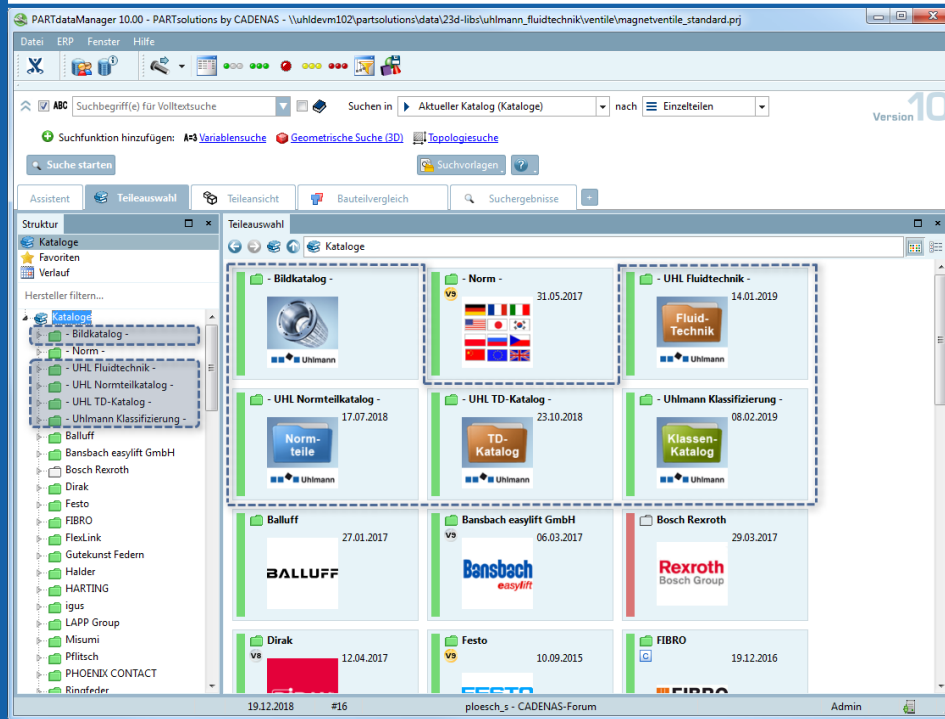 PARTdataManager 10.00 - PARTsolutions by CADENAS - \\uhldevm102\partsolutions\data\23d-libs\uhlmann_fluidtechnik\ventile\magnetventile_standard.prj
Datei ERP Fenster Hilfe
ABC Suchbegriff(e) für Volltextsuche Suchen in Aktueller Katalog (Kataloge) nach Einzelteilen
Version 10
Suchfunktion hinzufügen: A=3 Variablensuche Geometrische Suche (3D) Topologiesuche
Suche starten Suchvorlagen ?
Assistent Teileauswahl Teileansicht Bauteilvergleich Suchergebnisse +
Struktur
Kataloge
Favoriten
Verlauf
Hersteller filtern...
Kataloge
- Bildkatalog -
- Norm -
- UHL Fluidtechnik -
- UHL Normteilkatalog -
- UHL TD-Katalog -
- Uhlmann Klassifizierung -
Balluff
Bansbach easylift GmbH
Bosch Rexroth
Dirak
Festo
FIBRO
FlexLink
Gutekunst Federn
Halder
HARTING
igus
LAPP Group
Misumi
Pflitsch
PHOENIX CONTACT
Ringfeder
Teileauswahl
Kataloge
- Bildkatalog -
Uhlmann
- Norm -
V9
31.05.2017
- UHL Fluidtechnik -
14.01.2019
Fluid-
Technik
Uhlmann
- UHL Normteilkatalog -
17.07.2018
Norm-
teile
Uhlmann
- UHL TD-Katalog -
23.10.2018
TD-
Katalog
Uhlmann
- Uhlmann Klassifizierung -
08.02.2019
Klassen-
Katalog
Uhlmann
Balluff
27.01.2017
BALLUFF
Bansbach easylift GmbH
V9
06.03.2017
Bansbach
easylift
Bosch Rexroth
29.03.2017
Rexroth
Bosch Group
Dirak
V8
12.04.2017
Festo
V9
10.09.2015
FESTO
FIBRO
C
19.12.2016
FIBRO
19.12.2018 #16 ploesch_s - CADENAS-Forum Admin